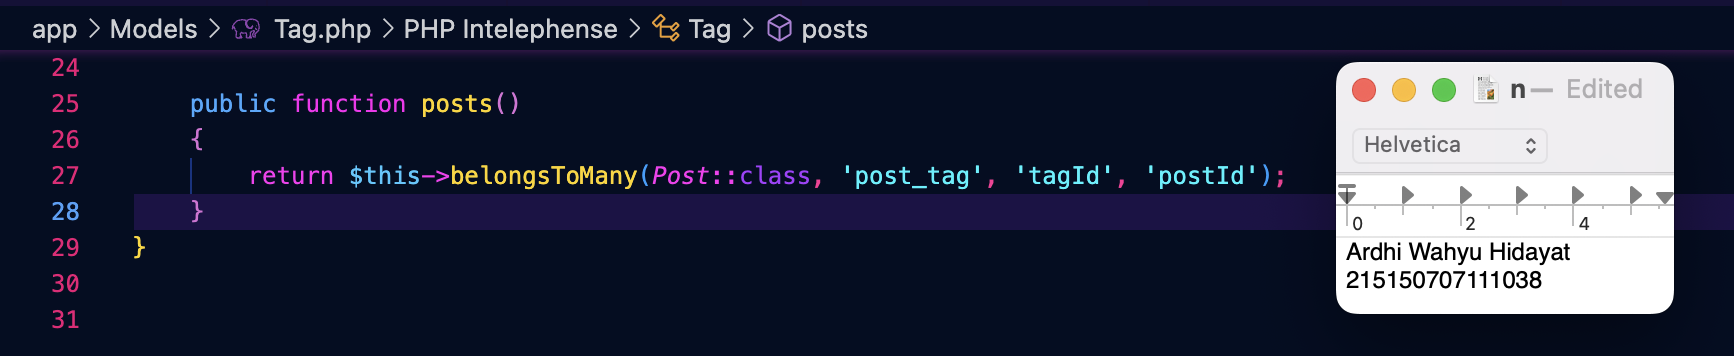 app > Models > Tag.php > PHP Intelephense > Tag > posts
24
25 public function posts()
26 {
27 return $this->belongsToMany(Post::class, 'post_tag', 'tagId', 'postId');
28 }
29 }
30
31
n — Edited
Helvetica
0 2 4
Ardhi Wahyu Hidayat
215150707111038